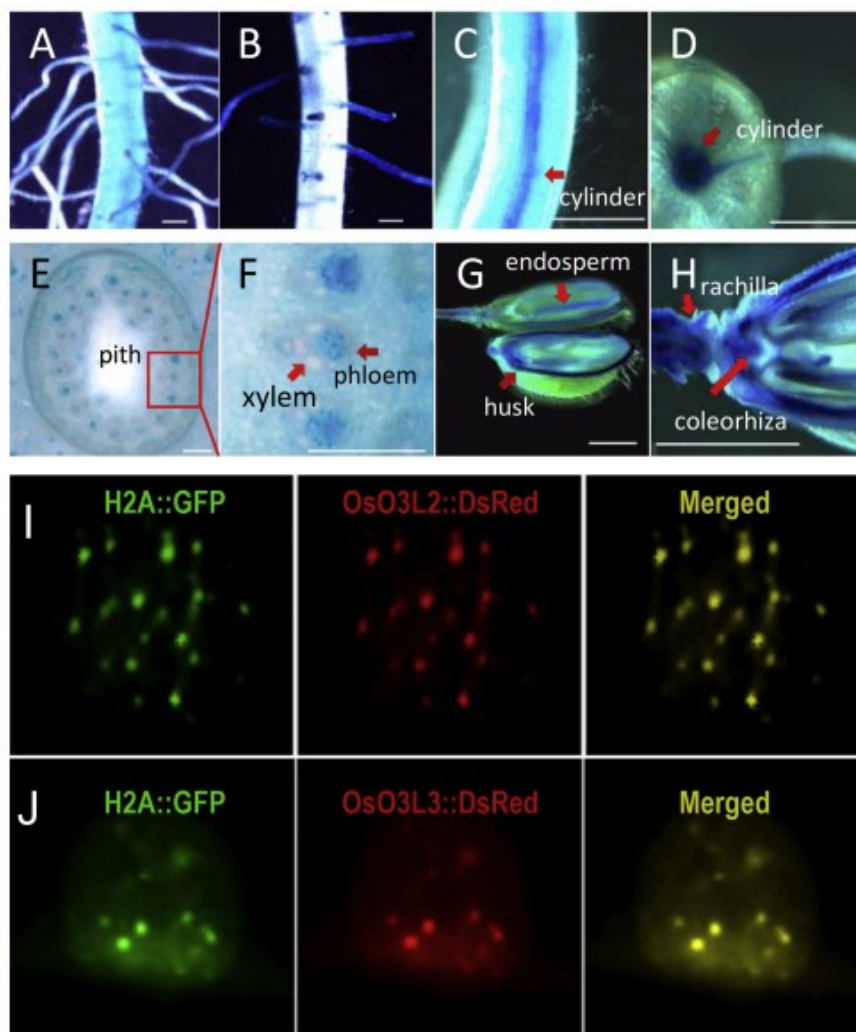 A
B
C
cylinder
D
cylinder
E
pith
F
xylem
phloem
G
endosperm
husk
H
rachilla
coleorhiza
I
H2A::GFP
OsO3L2::DsRed
Merged
J
H2A::GFP
OsO3L3::DsRed
Merged